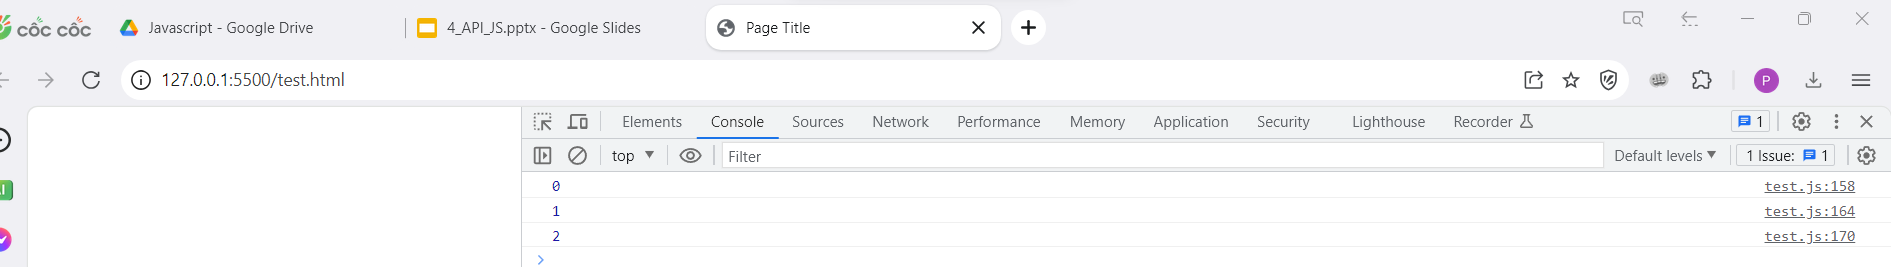 cốc cốc Javascript - Google Drive 4_API_JS.pptx - Google Slides Page Title
127.0.0.1:5500/test.html P
Elements Console Sources Network Performance Memory Application Security Lighthouse Recorder 1
top Filter Default levels 1 Issue: 1
0 test.js:158
1 test.js:164
2 test.js:170